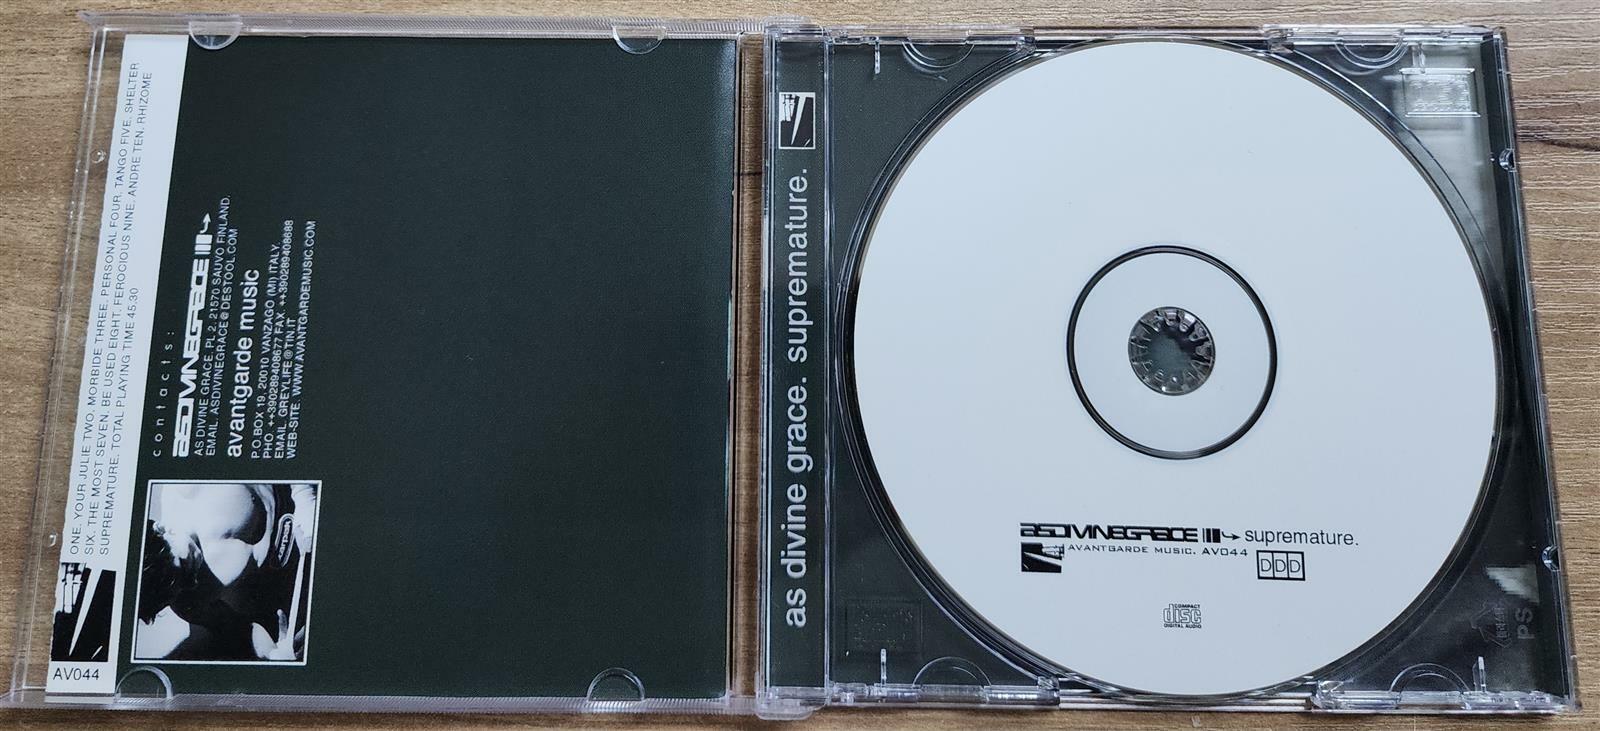 ONE. YOUR JULIE TWO. MORBIDE THREE. PERSONAL FOUR. TANGO FIVE. SHELTER
SIX. THE MOST SEVEN. BE USED EIGHT. FEROCIOUS NINE. ANDRE TEN. RHIZOME
SUPREMATURE. TOTAL PLAYING TIME 45.30
AV044
contacts:
ASDIVINEGRACE
AS DIVINE GRACE. PL 2, 21570 SAUVO FINLAND.
EMAIL. ASDIVINEGRACE@DESTOOL.COM
avantgarde music
P.O.BOX 19, 20010 VANZAGO (MI) ITALY.
PHO. ++390289408677 FAX. ++390289408688
EMAIL. GREYLIFE@TIN.IT
WEB-SITE. WWW.AVANTGARDEMUSIC.COM
as divine grace. supremature.
ASDIVINEGRACE supremature.
AVANTGARDE MUSIC. AV044
DDD
COMPACT
disc
DIGITAL AUDIO
PS